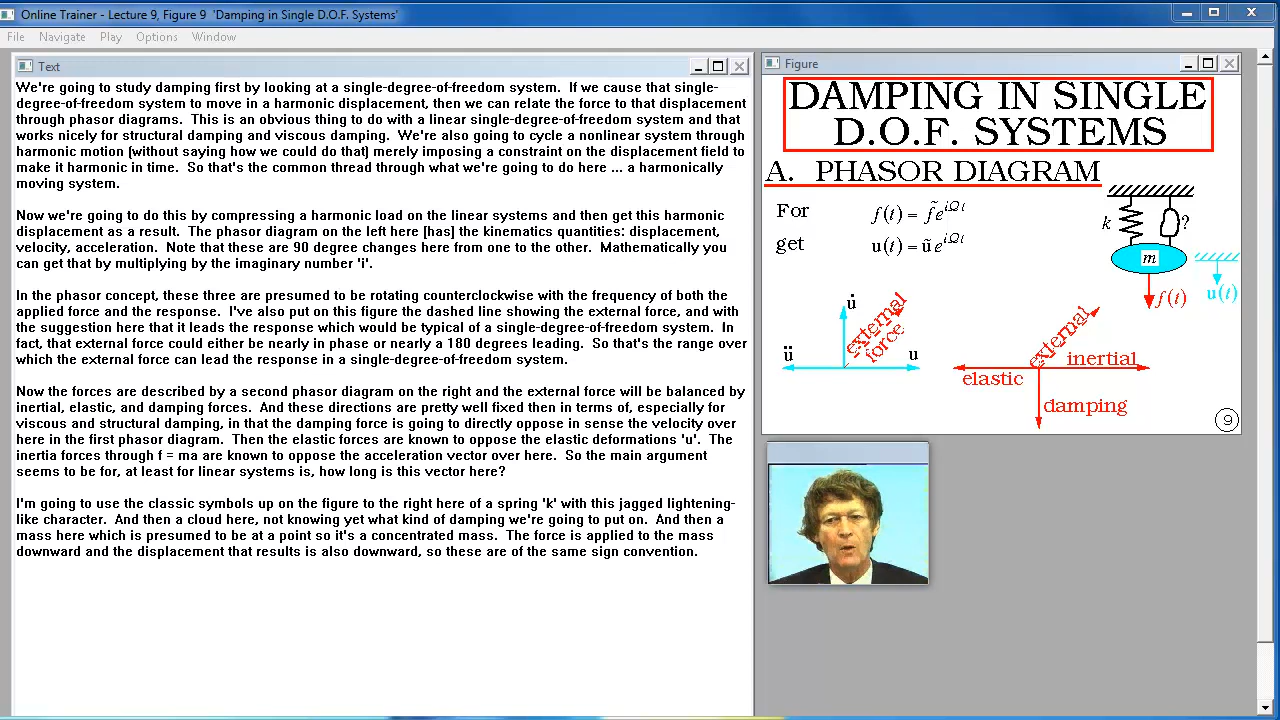 Online Trainer - Lecture 9, Figure 9 'Damping in Single D.O.F. Systems'
File Navigate Play Options Window
Text
We're going to study damping first by looking at a single-degree-of-freedom system. If we cause that single-
degree-of-freedom system to move in a harmonic displacement, then we can relate the force to that displacement
through phasor diagrams. This is an obvious thing to do with a linear single-degree-of-freedom system and that
works nicely for structural damping and viscous damping. We're also going to cycle a nonlinear system through
harmonic motion (without saying how we could do that) merely imposing a constraint on the displacement field to
make it harmonic in time. So that's the common thread through what we're going to do here ... a harmonically
moving system.
Now we're going to do this by compressing a harmonic load on the linear systems and then get this harmonic
displacement as a result. The phasor diagram on the left here [has] the kinematics quantities: displacement,
velocity, acceleration. Note that these are 90 degree changes here from one to the other. Mathematically you
can get that by multiplying by the imaginary number 'i'.
In the phasor concept, these three are presumed to be rotating counterclockwise with the frequency of both the
applied force and the response. I've also put on this figure the dashed line showing the external force, and with
the suggestion here that it leads the response which would be typical of a single-degree-of-freedom system. In
fact, that external force could either be nearly in phase or nearly a 180 degrees leading. So that's the range over
which the external force can lead the response in a single-degree-of-freedom system.
Now the forces are described by a second phasor diagram on the right and the external force will be balanced by
inertial, elastic, and damping forces. And these directions are pretty well fixed then in terms of, especially for
viscous and structural damping, in that the damping force is going to directly oppose in sense the velocity over
here in the first phasor diagram. Then the elastic forces are known to oppose the elastic deformations 'u'. The
inertia forces through f = ma are known to oppose the acceleration vector over here. So the main argument
seems to be for, at least for linear systems is, how long is this vector here?
I'm going to use the classic symbols up on the figure to the right here of a spring 'k' with this jagged lightening-
like character. And then a cloud here, not knowing yet what kind of damping we're going to put on. And then a
mass here which is presumed to be at a point so it's a concentrated mass. The force is applied to the mass
downward and the displacement that results is also downward, so these are of the same sign convention.
Figure
DAMPING IN SINGLE
D.O.F. SYSTEMS
A. PHASOR DIAGRAM
For f(t) = f̃e^{iΩt}
get u(t) = ũe^{iΩt}
k ?
m
f(t) u(t)
u̇
external
force
ü u
external
inertial
elastic
damping
9